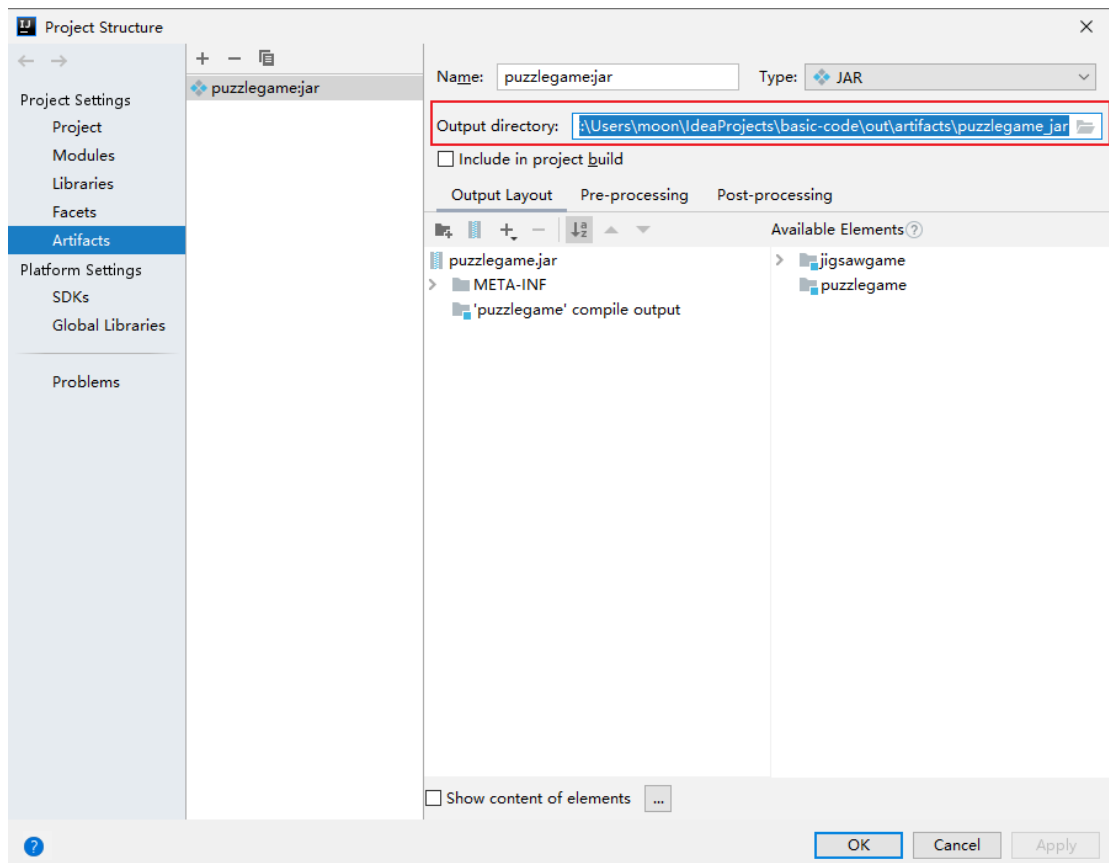 Project Structure
Project Settings
Project
Modules
Libraries
Facets
Artifacts
Platform Settings
SDKs
Global Libraries
Problems
puzzlegame:jar
Name: puzzlegame:jar Type: JAR
Output directory: :\Users\moon\IdeaProjects\basic-code\out\artifacts\puzzlegame_jar
Include in project build
Output Layout Pre-processing Post-processing
Available Elements
puzzlegame.jar
META-INF
'puzzlegame' compile output
jigsawgame
puzzlegame
Show content of elements ...
OK Cancel Apply